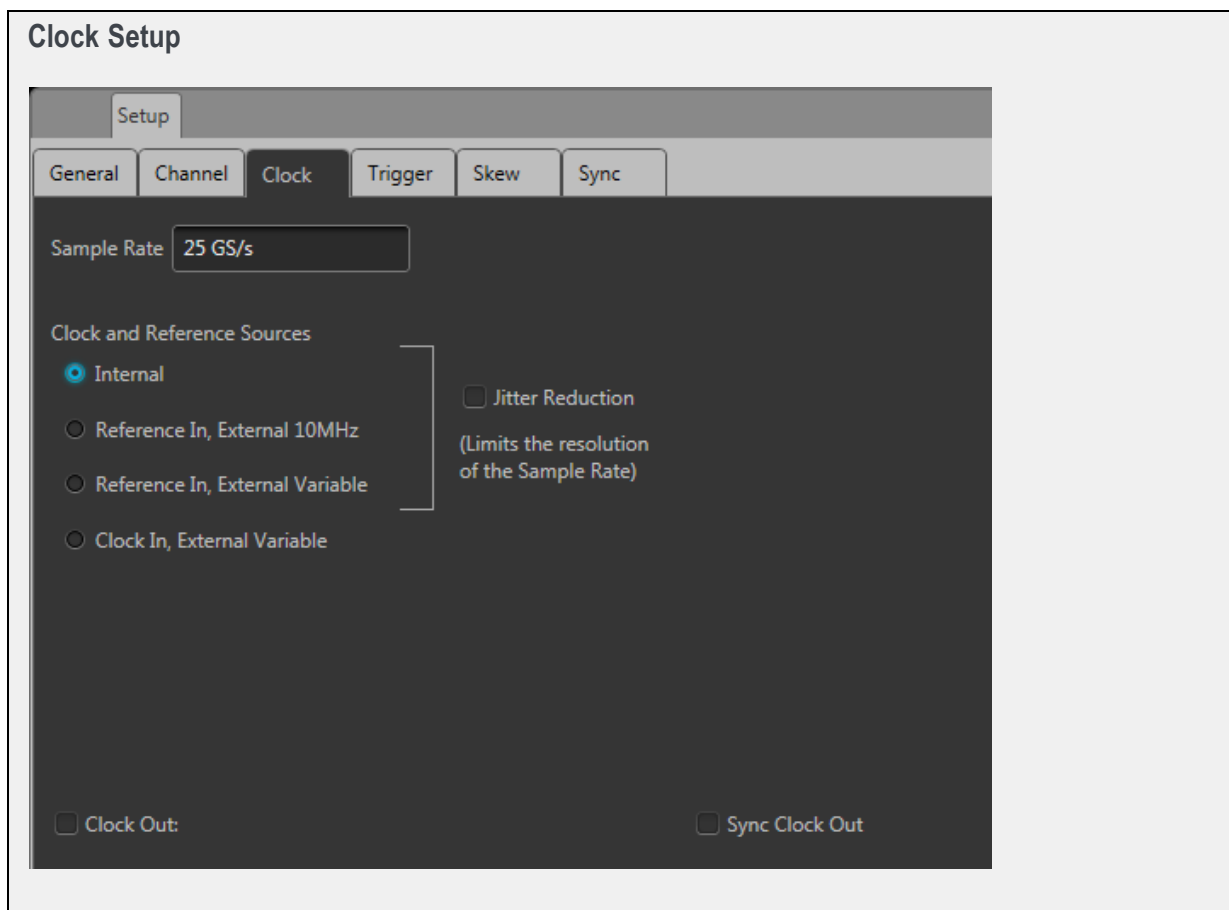 Clock Setup
Setup
General Channel Clock Trigger Skew Sync
Sample Rate 25 GS/s
Clock and Reference Sources
Internal
Reference In, External 10MHz
Reference In, External Variable
Clock In, External Variable
Jitter Reduction
(Limits the resolution
of the Sample Rate)
Clock Out:
Sync Clock Out